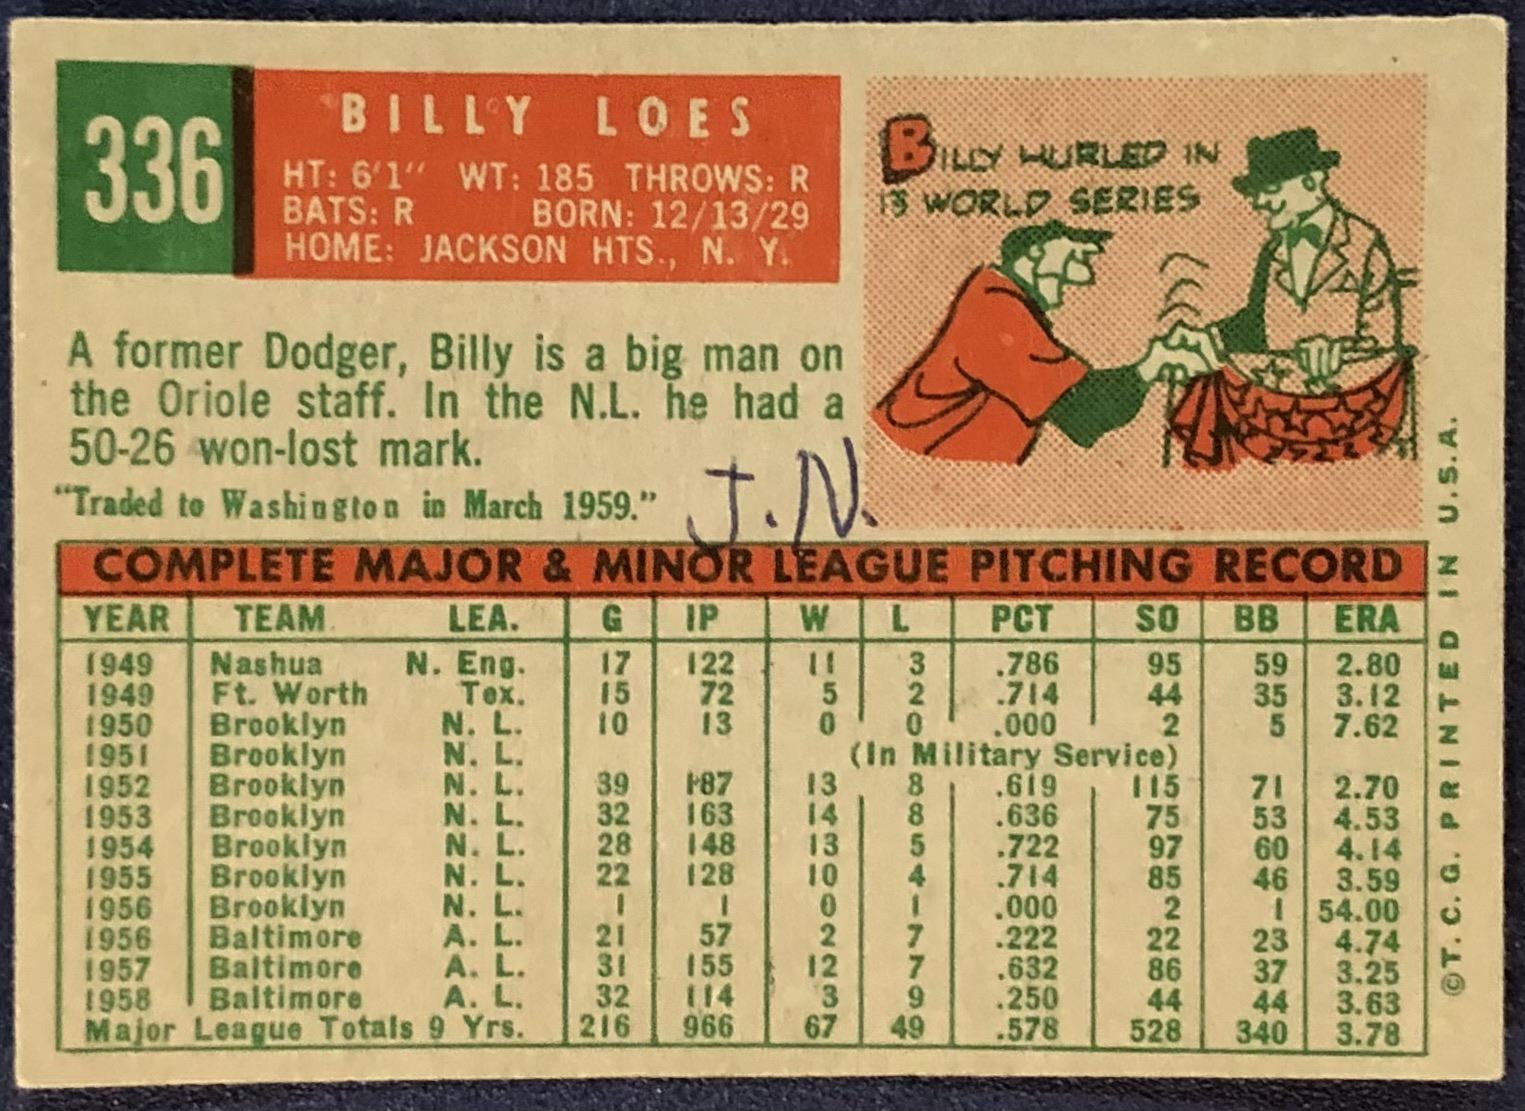 336
BILLY LOES
HT: 6'1" WT: 185 THROWS: R
BATS: R BORN: 12/13/29
HOME: JACKSON HTS., N. Y.
BILLY HURLED IN
3 WORLD SERIES
A former Dodger, Billy is a big man on
the Oriole staff. In the N.L. he had a
50-26 won-lost mark.
"Traded to Washington in March 1959."
J.N.
COMPLETE MAJOR & MINOR LEAGUE PITCHING RECORD
YEAR TEAM LEA. G IP W L PCT SO BB ERA
1949 Nashua N. Eng. 17 122 11 3 .786 95 59 2.80
1949 Ft. Worth Tex. 15 72 5 2 .714 44 35 3.12
1950 Brooklyn N. L. 10 13 0 0 .000 2 5 7.62
1951 Brooklyn N. L. (In Military Service)
1952 Brooklyn N. L. 39 187 13 8 .619 115 71 2.70
1953 Brooklyn N. L. 32 163 14 8 .636 75 53 4.53
1954 Brooklyn N. L. 28 148 13 5 .722 97 60 4.14
1955 Brooklyn N. L. 22 128 10 4 .714 85 46 3.59
1956 Brooklyn N. L. 1 1 0 1 .000 2 1 54.00
1956 Baltimore A. L. 21 57 2 7 .222 22 23 4.74
1957 Baltimore A. L. 31 155 12 7 .632 86 37 3.25
1958 Baltimore A. L. 32 114 3 9 .250 44 44 3.63
Major League Totals 9 Yrs. 216 966 67 49 .578 528 340 3.78
©T. C. G. PRINTED IN U.S.A.